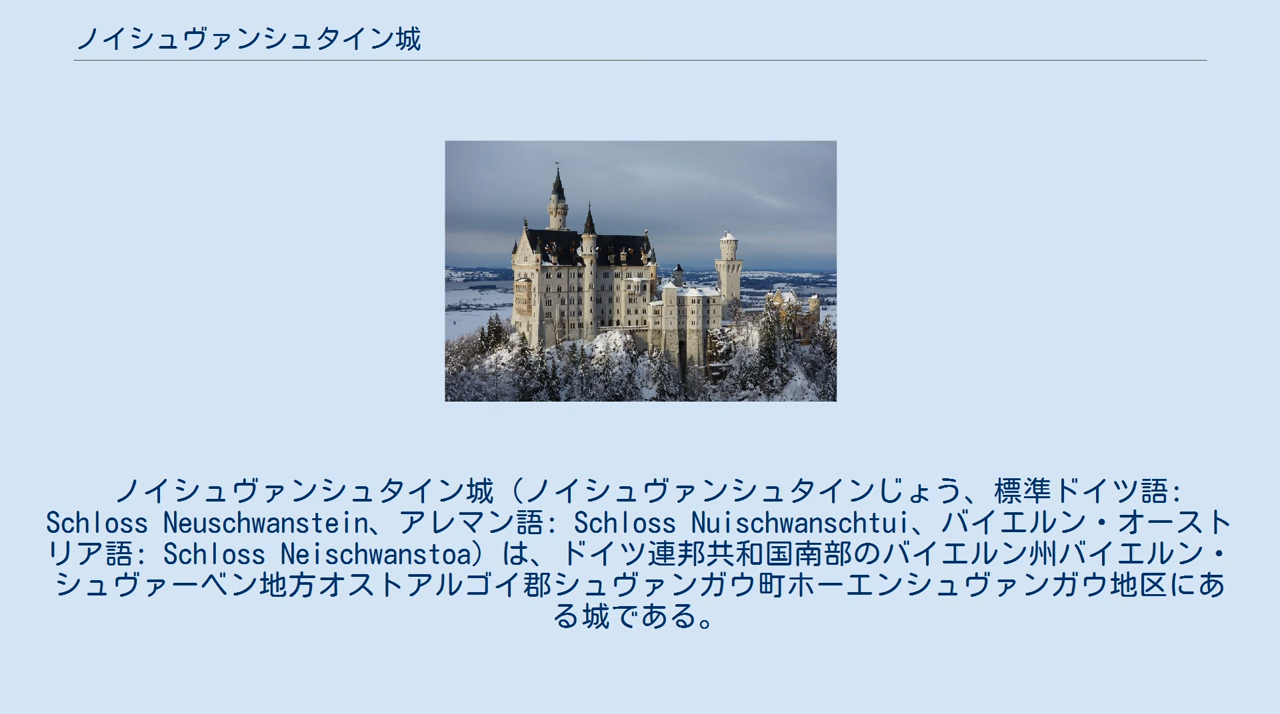 ノイシュヴァンシュタイン城
ノイシュヴァンシュタイン城（ノイシュヴァンシュタインじょう、標準ドイツ語:
Schloss Neuschwanstein、アレマン語: Schloss Nuischwanschtui、バイエルン・オースト
リア語: Schloss Neischwanstoa）は、ドイツ連邦共和国南部のバイエルン州バイエルン・
シュヴァーベン地方オストアルゴイ郡シュヴァンガウ町ホーエンシュヴァンガウ地区にあ
る城である。